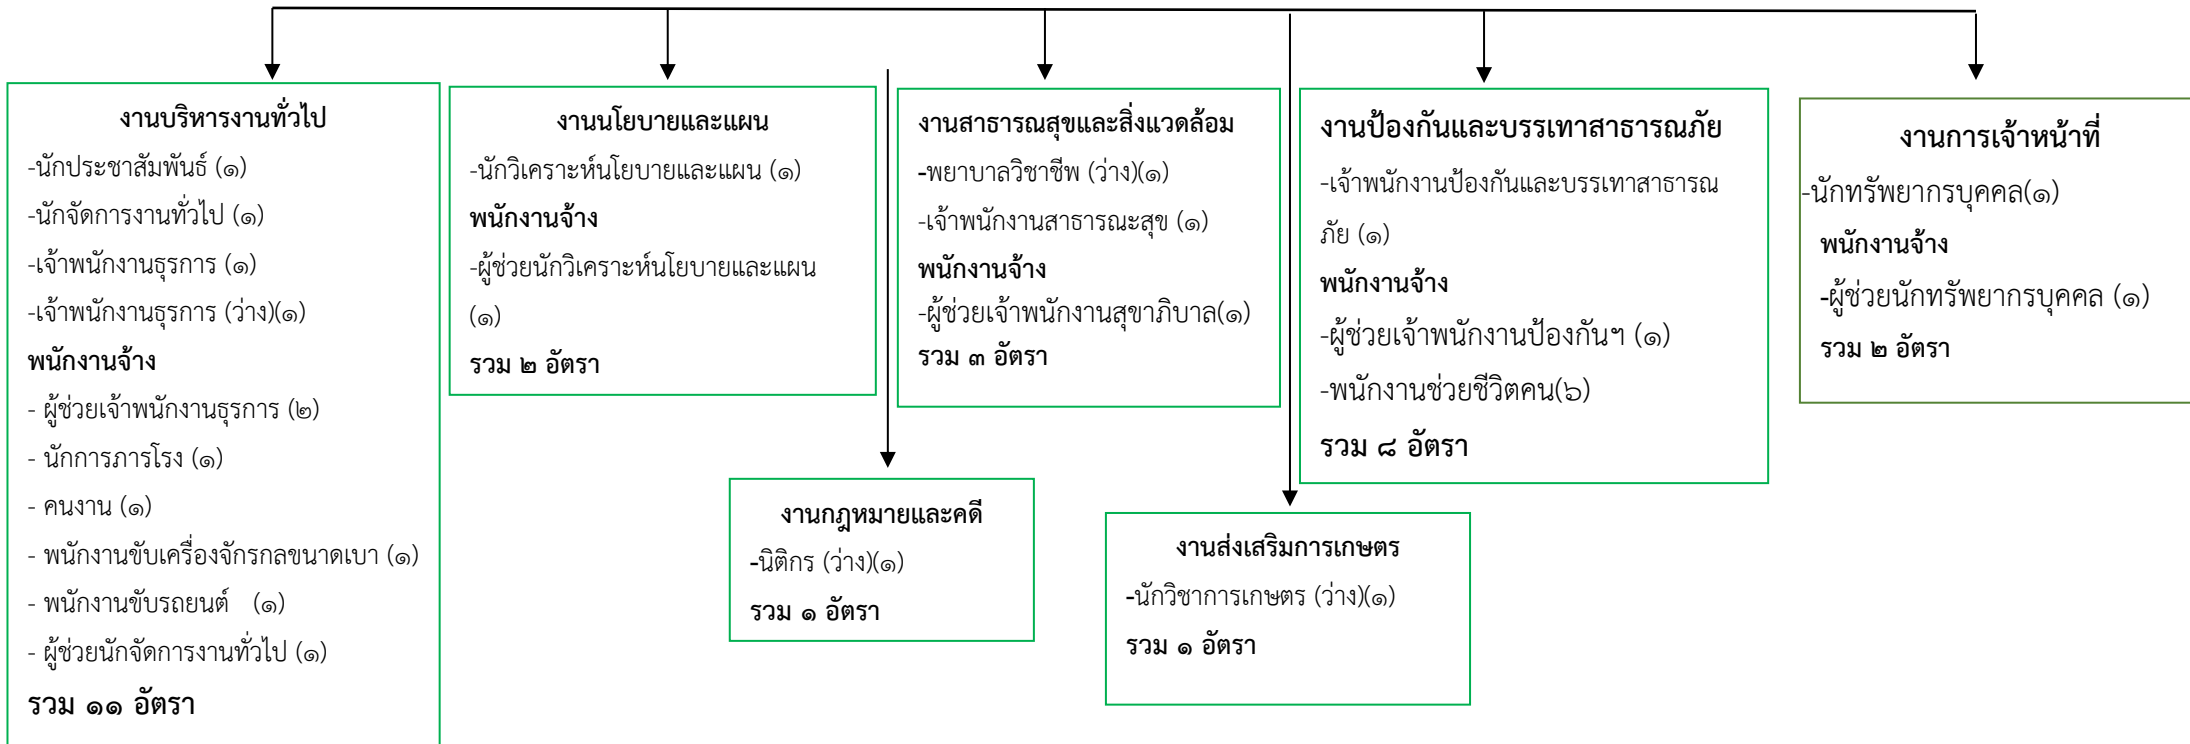 งานบริหารงานทั่วไป
-นักประชาสัมพันธ์ (๑)
-นักจัดการงานทั่วไป (๑)
-เจ้าพนักงานธุรการ (๑)
-เจ้าพนักงานธุรการ (ว่าง)(๑)
พนักงานจ้าง
- ผู้ช่วยเจ้าพนักงานธุรการ (๒)
- นักการภารโรง (๑)
- คนงาน (๑)
- พนักงานขับเครื่องจักรกลขนาดเบา (๑)
- พนักงานขับรถยนต์ (๑)
- ผู้ช่วยนักจัดการงานทั่วไป (๑)
รวม ๑๑ อัตรา
งานนโยบายและแผน
-นักวิเคราะห์นโยบายและแผน (๑)
พนักงานจ้าง
-ผู้ช่วยนักวิเคราะห์นโยบายและแผน
(๑)
รวม ๒ อัตรา
งานสาธารณสุขและสิ่งแวดล้อม
-พยาบาลวิชาชีพ (ว่าง)(๑)
-เจ้าพนักงานสาธารณะสุข (๑)
พนักงานจ้าง
-ผู้ช่วยเจ้าพนักงานสุขาภิบาล(๑)
รวม ๓ อัตรา
งานป้องกันและบรรเทาสาธารณภัย
-เจ้าพนักงานป้องกันและบรรเทาสาธารณ
ภัย (๑)
พนักงานจ้าง
-ผู้ช่วยเจ้าพนักงานป้องกันฯ (๑)
-พนักงานช่วยชีวิตคน(๖)
รวม ๘ อัตรา
งานการเจ้าหน้าที่
-นักทรัพยากรบุคคล(๑)
พนักงานจ้าง
-ผู้ช่วยนักทรัพยากรบุคคล (๑)
รวม ๒ อัตรา
งานกฎหมายและคดี
-นิติกร (ว่าง)(๑)
รวม ๑ อัตรา
งานส่งเสริมการเกษตร
-นักวิชาการเกษตร (ว่าง)(๑)
รวม ๑ อัตรา